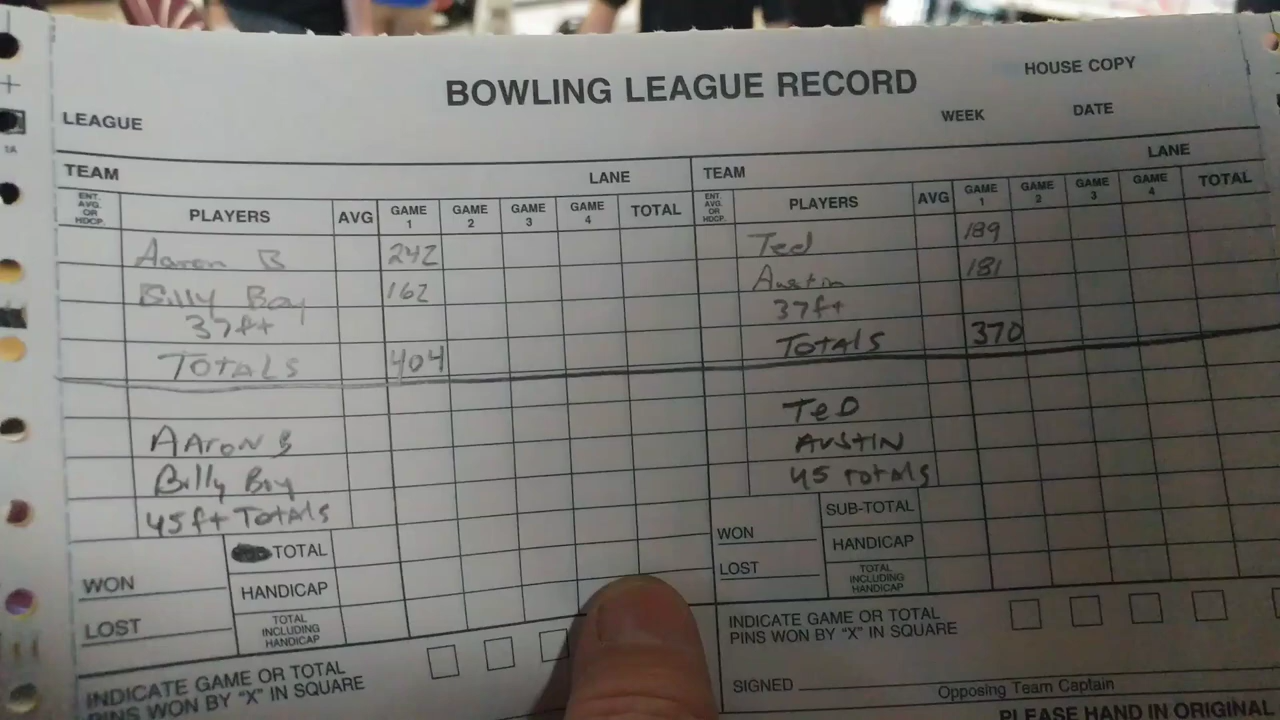 HOUSE COPY
BOWLING LEAGUE RECORD
LEAGUE WEEK DATE
TEAM LANE
ENT. AVG. OR HDCP. PLAYERS AVG GAME 1 GAME 2 GAME 3 GAME 4 TOTAL
Aaron B 242
Billy Boy 162
37ft
TOTALS 404
AAron B
Billy Boy
45ft TOTALS
TOTAL
WON HANDICAP
LOST TOTAL INCLUDING HANDICAP
INDICATE GAME OR TOTAL
PINS WON BY "X" IN SQUARE
TEAM LANE
ENT. AVG. OR HDCP. PLAYERS AVG GAME 1 GAME 2 GAME 3 GAME 4 TOTAL
Ted 189
Austin 181
37ft
TOTALS 370
TeD
AUSTIN
45 TOTALS
SUB-TOTAL
WON HANDICAP
LOST TOTAL INCLUDING HANDICAP
INDICATE GAME OR TOTAL
PINS WON BY "X" IN SQUARE
SIGNED
Opposing Team Captain
PLEASE HAND IN ORIGINAL